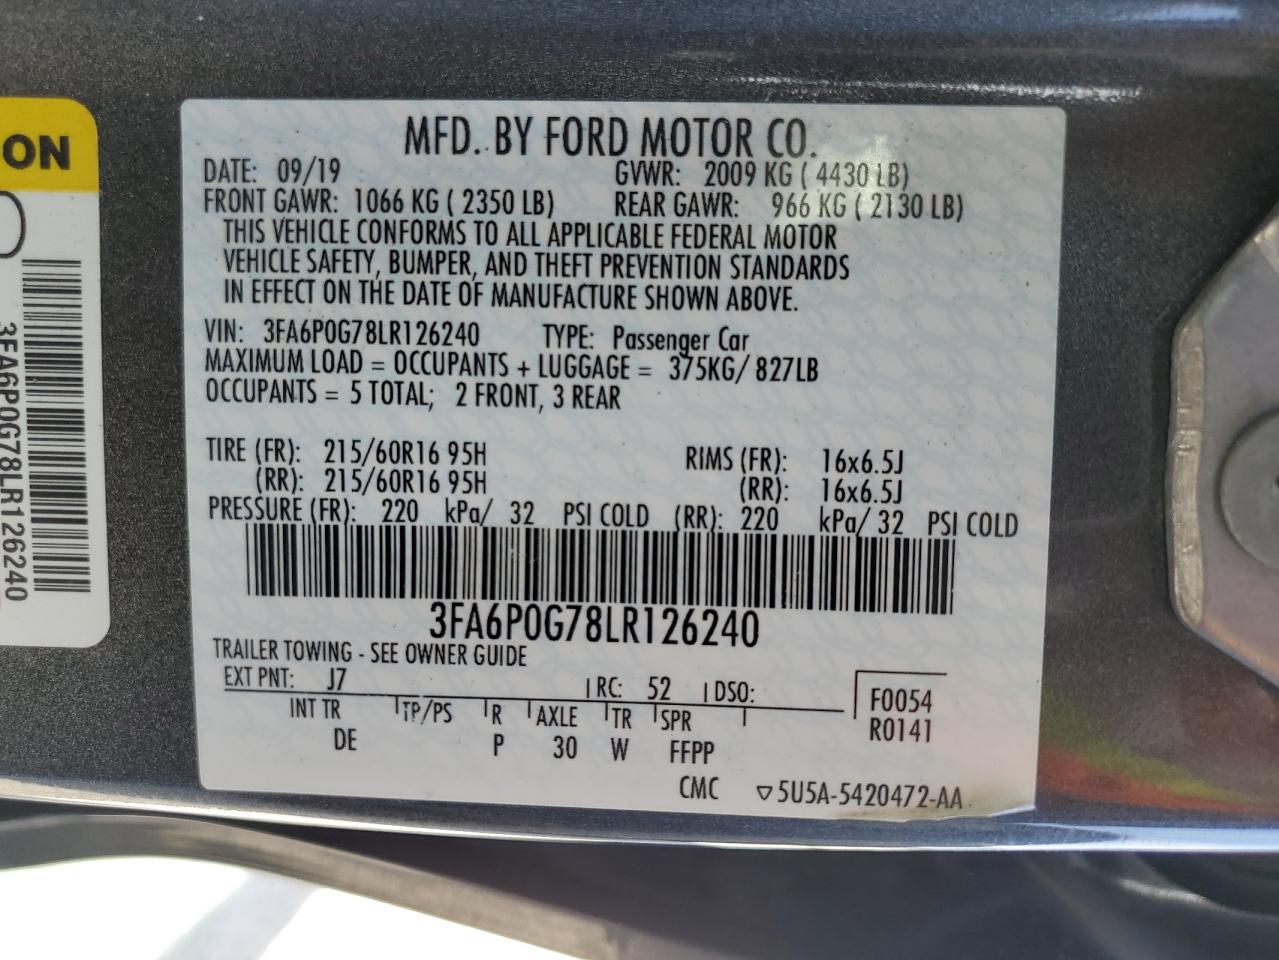 ON
3FA6P0G78LR126240
MFD. BY FORD MOTOR CO.
DATE: 09/19 GVWR: 2009 KG ( 4430 LB)
FRONT GAWR: 1066 KG ( 2350 LB) REAR GAWR: 966 KG ( 2130 LB)
THIS VEHICLE CONFORMS TO ALL APPLICABLE FEDERAL MOTOR
VEHICLE SAFETY, BUMPER, AND THEFT PREVENTION STANDARDS
IN EFFECT ON THE DATE OF MANUFACTURE SHOWN ABOVE.
VIN: 3FA6P0G78LR126240 TYPE: Passenger Car
MAXIMUM LOAD = OCCUPANTS + LUGGAGE = 375KG/ 827LB
OCCUPANTS = 5 TOTAL; 2 FRONT, 3 REAR
TIRE (FR): 215/60R16 95H RIMS (FR): 16x6.5J
(RR): 215/60R16 95H (RR): 16x6.5J
PRESSURE (FR): 220 kPa/ 32 PSI COLD (RR): 220 kPa/ 32 PSI COLD
3FA6P0G78LR126240
TRAILER TOWING - SEE OWNER GUIDE
EXT PNT: J7 RC: 52 DSO:
F0054
INT TR TP/PS R AXLE TR SPR
R0141
DE P 30 W FFPP
CMC ▽5U5A-5420472-AA